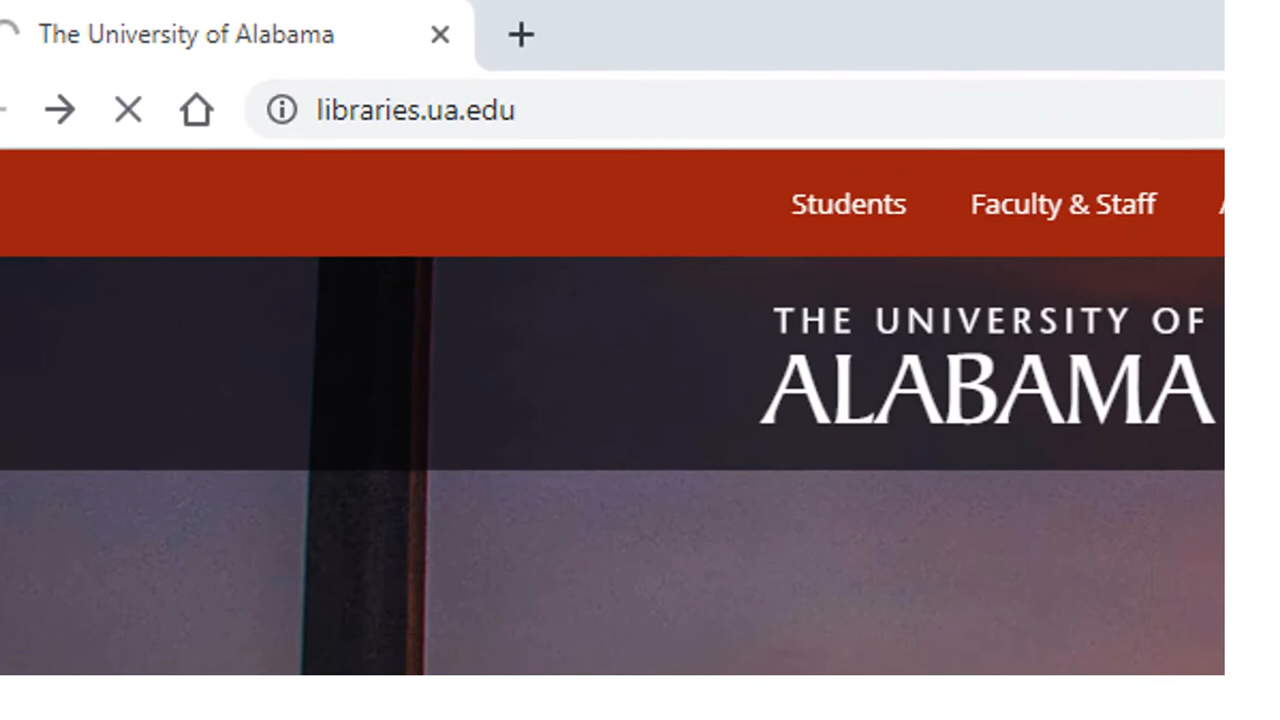 The University of Alabama
libraries.ua.edu
Students Faculty & Staff
THE UNIVERSITY OF
ALABAMA